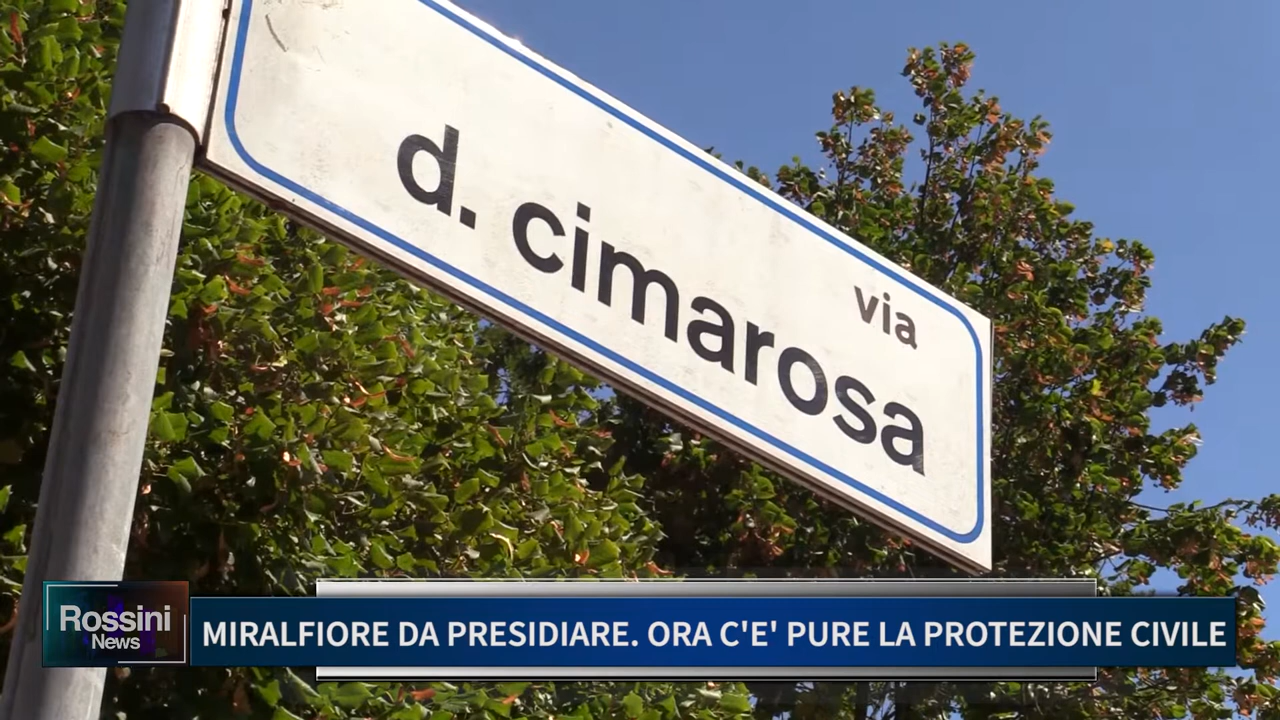 via
d. cimarosa
Rossini
News
MIRALFIORE DA PRESIDIARE. ORA C'E' PURE LA PROTEZIONE CIVILE